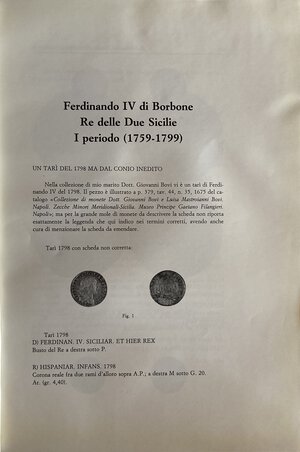 Ferdinando IV di Borbone
Re delle Due Sicilie
I periodo (1759-1799)
UN TARÌ DEL 1798 MA DAL CONIO INEDITO
Nella collezione di mio marito Dott. Giovanni Bovi vi è un tarì di Ferdi-
nando IV del 1798. Il pezzo è illustrato a p. 379, tav. 44, n. 35, 1675 del ca-
talogo «Collezione di monete Dott. Giovanni Bovi e Luisa Mastroianni Bovi.
Napoli. Zecche Minori Meridionali-Sicilia. Museo Principe Gaetano Filangieri.
Napoli»; ma per la grande mole di monete da descrivere la scheda non riporta
esattamente la leggenda che qui indico nei termini corretti, avendo anche
cura di menzionare la scheda da emendare.
Tarì 1798 con scheda non corretta:
Fig. 1
Tarì 1798
D) FERDINAN. IV. SICILIAR. ET HIER REX
Busto del Re a destra sotto P.
R) HISPANIAR. INFANS. 1798
Corona reale fra due rami d'alloro sopra A.P.; a destra M sotto G. 20.
Ar. (gr. 4,40).